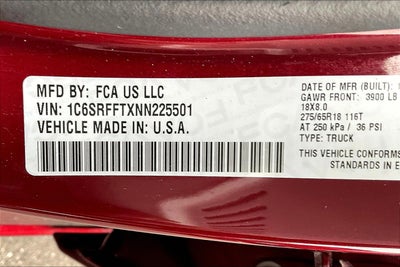 MFD BY: FCA US LLC
VIN: 1C6SRFFTXNN225501
VEHICLE MADE IN: U.S.A.
DATE OF MFR (BUILT):
GAWR FRONT: 3900 LB
18X8.0
275/65R18 116T
AT 250 kPa / 36 PSI
TYPE: TRUCK
THIS VEHICLE CONFORMS
STANDARDS IN